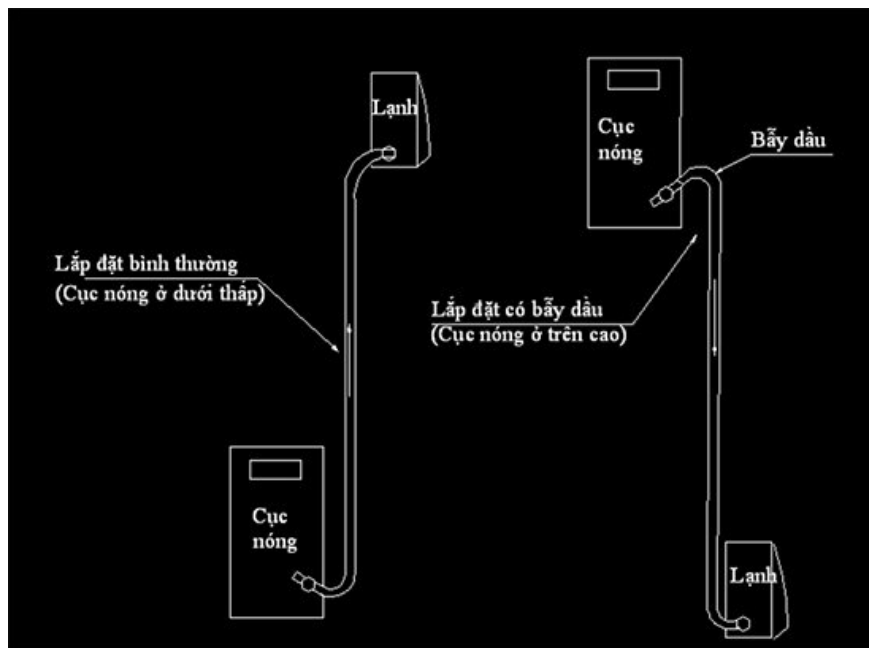 Lạnh
Cục
nóng
Bẫy dầu
Lắp đặt bình thường
(Cục nóng ở dưới thấp)
Lắp đặt có bẫy dầu
(Cục nóng ở trên cao)
Cục
nóng
Lạnh